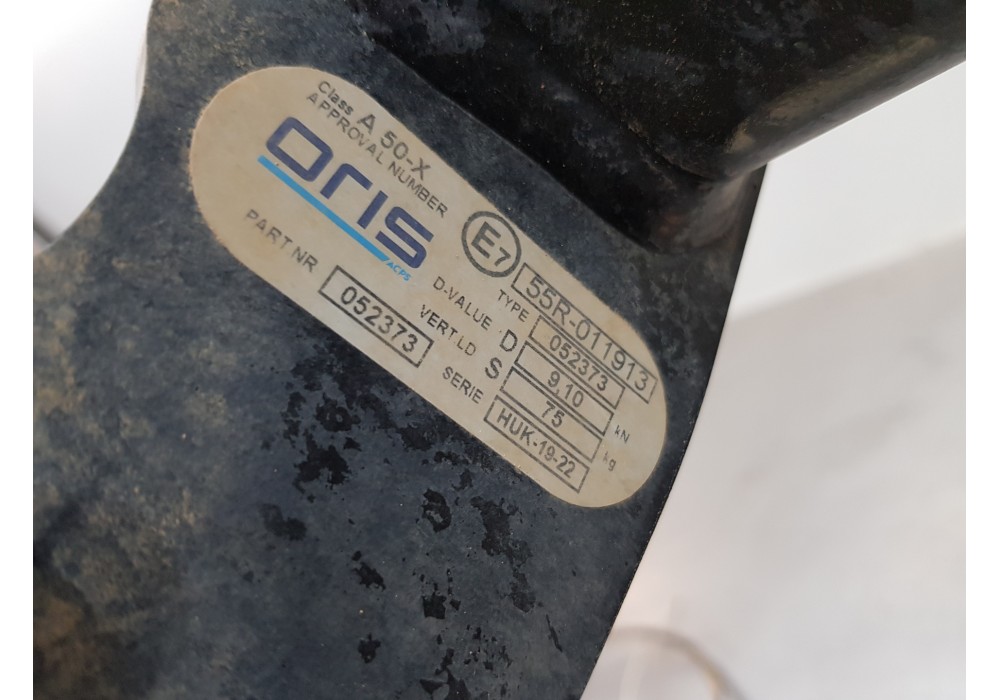 Class A 50-X
APPROVAL NUMBER
E7 55R-011913
ORIS
ACPS
TYPE 052373
D-VALUE D 9,10 kN
VERT.LD S 75 kg
PART NR 052373
SERIE HUK-19-22